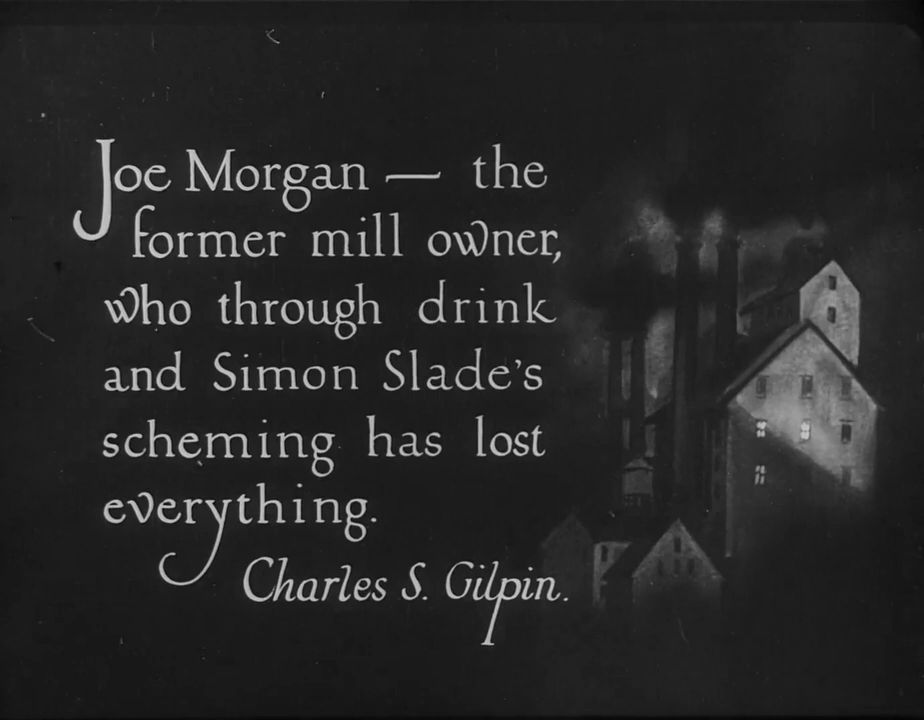 Joe Morgan — the
former mill owner,
who through drink
and Simon Slade's
scheming has lost
everything.
Charles S. Gilpin.